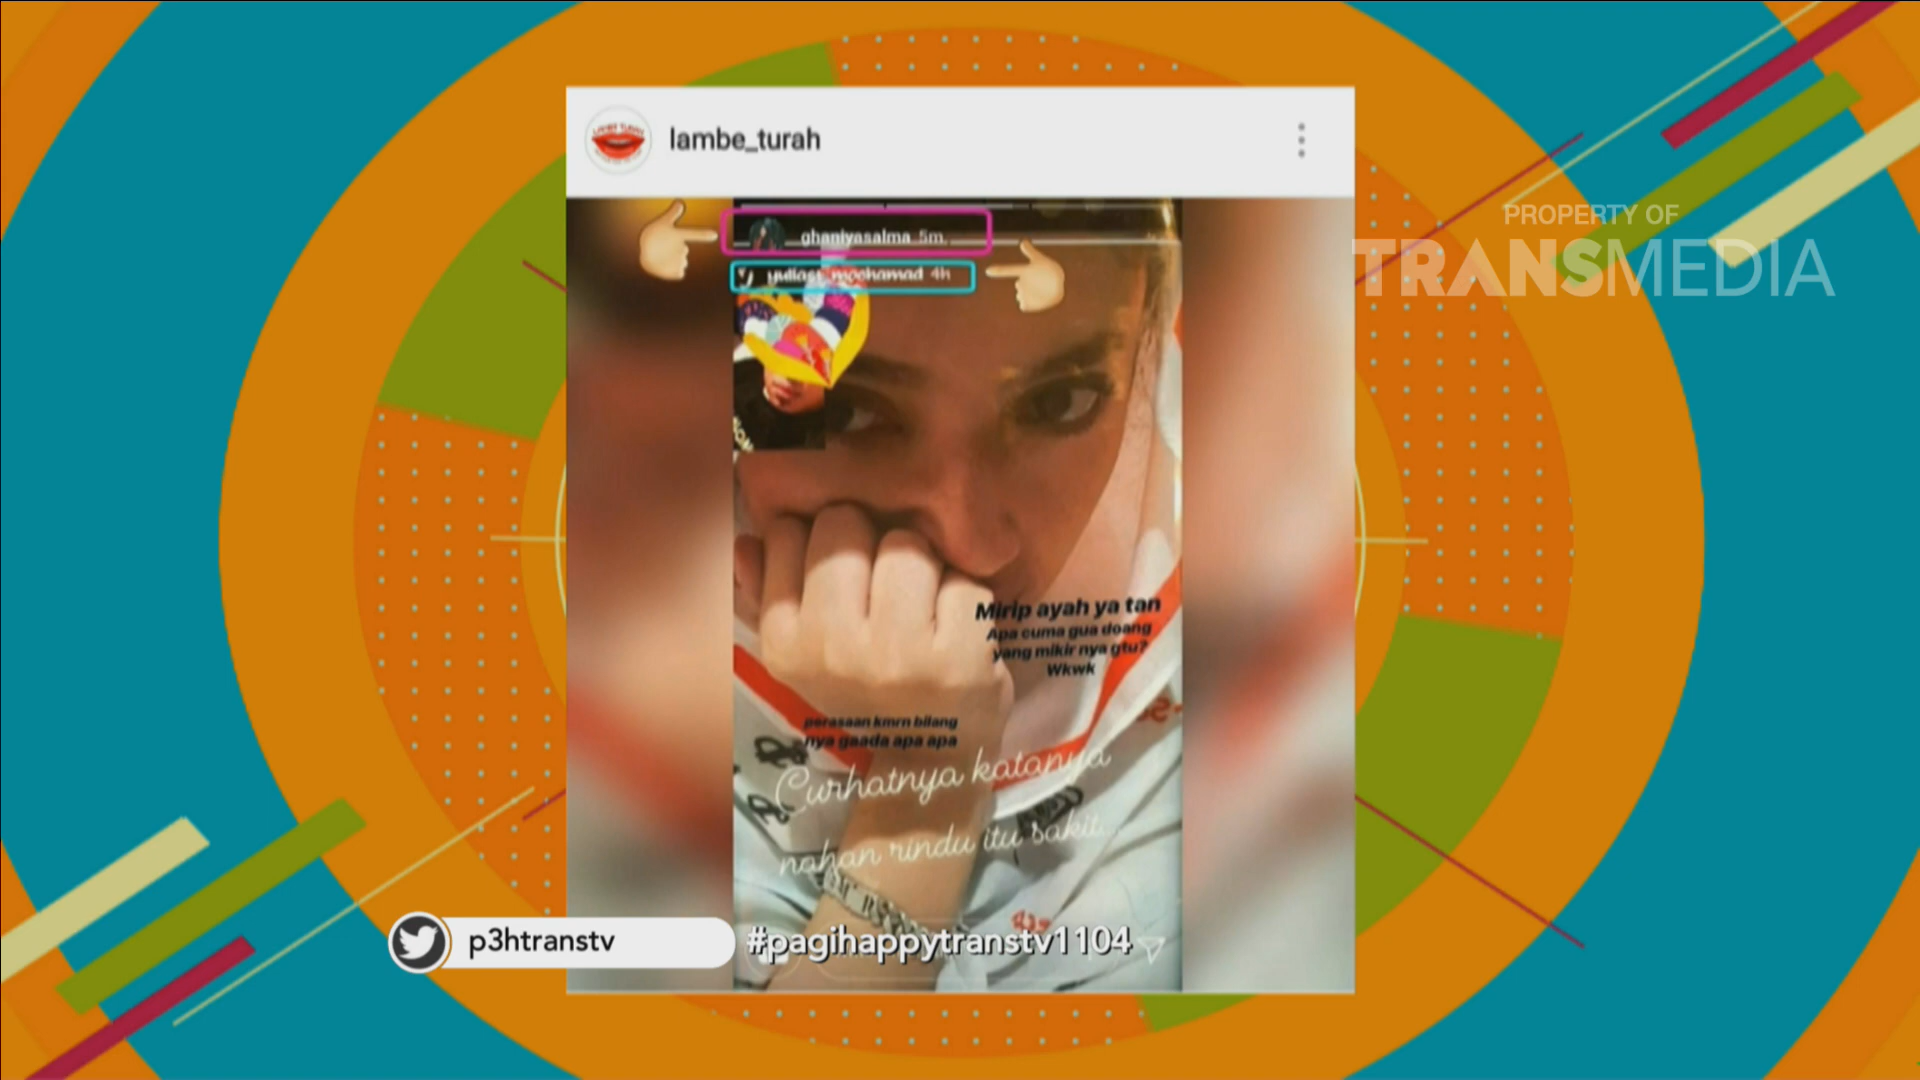 lambe_turah
PROPERTY OF
TRANSMEDIA
ghaniyasalma 5m
mochamad 4h
Mirip ayah ya tan
Apa cuma gua doang
yang mikir nya gtu?
Wkwk
perasaan kmrn bilang
nya gaada apa apa
Curhatnya katanya
nahan rindu itu sakit...
p3htranstv
#pagihappytranstv1104